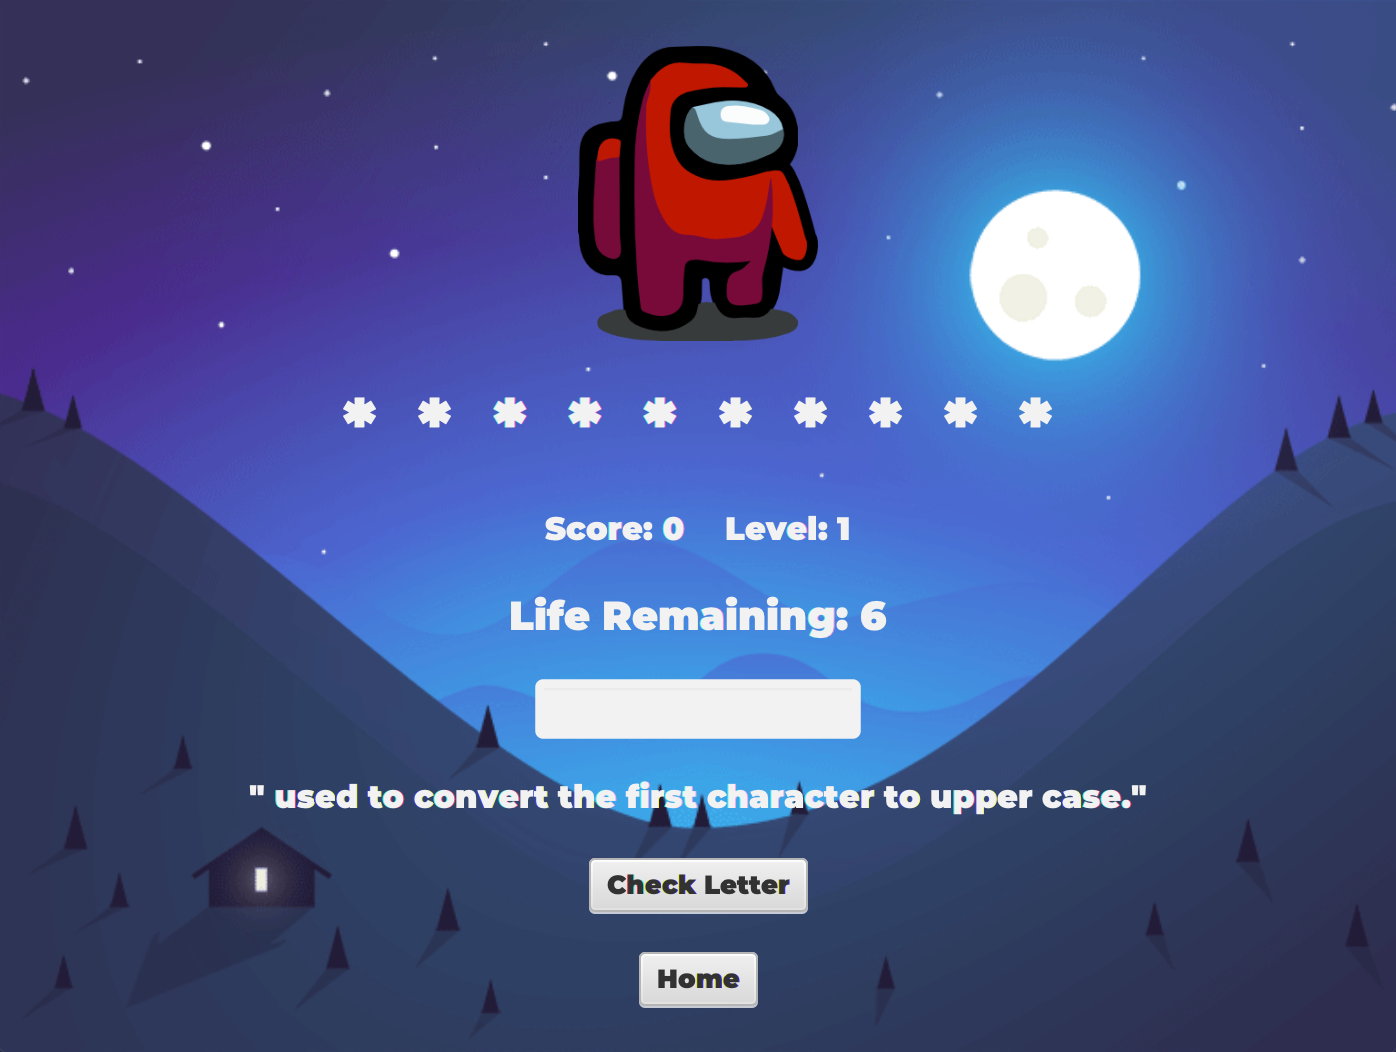 * * * * * * * * * *
Score: 0 Level: 1
Life Remaining: 6
" used to convert the first character to upper case."
Check Letter
Home